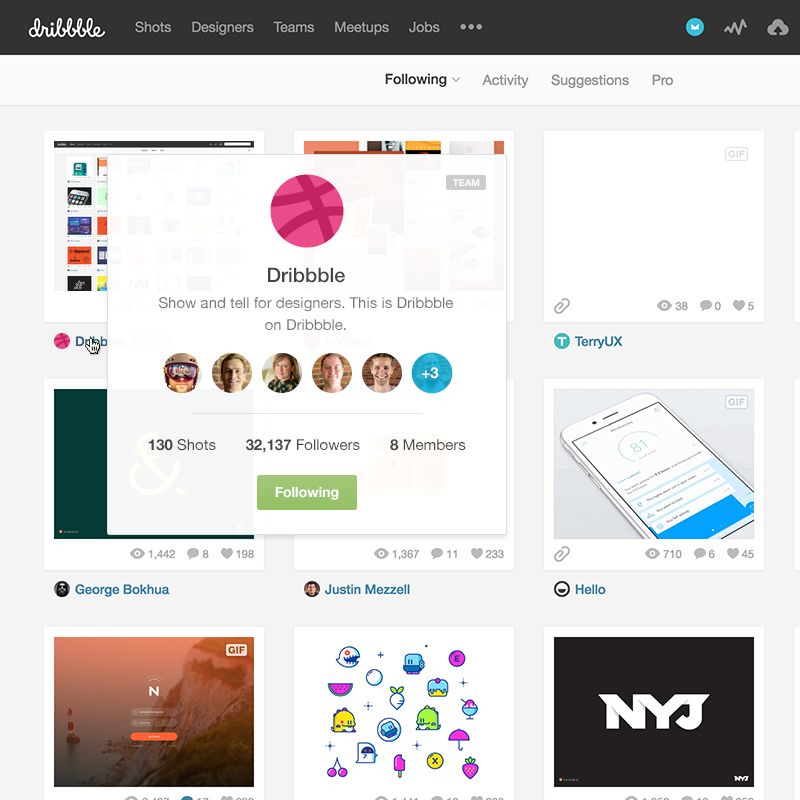 dribbble Shots Designers Teams Meetups Jobs
Following Activity Suggestions Pro
GIF
TEAM
Dribbble
Show and tell for designers. This is Dribbble
on Dribbble.
+3
130 Shots 32,137 Followers 8 Members
Following
38 0 5
Dribbble
InVision
T TerryUX
&
GIF
Wednesday
81
1,442 8 198
1,367 11 233
710 6 45
George Bokhua
Justin Mezzell
Hello
GIF
N
E
X
NYJ
NYJ